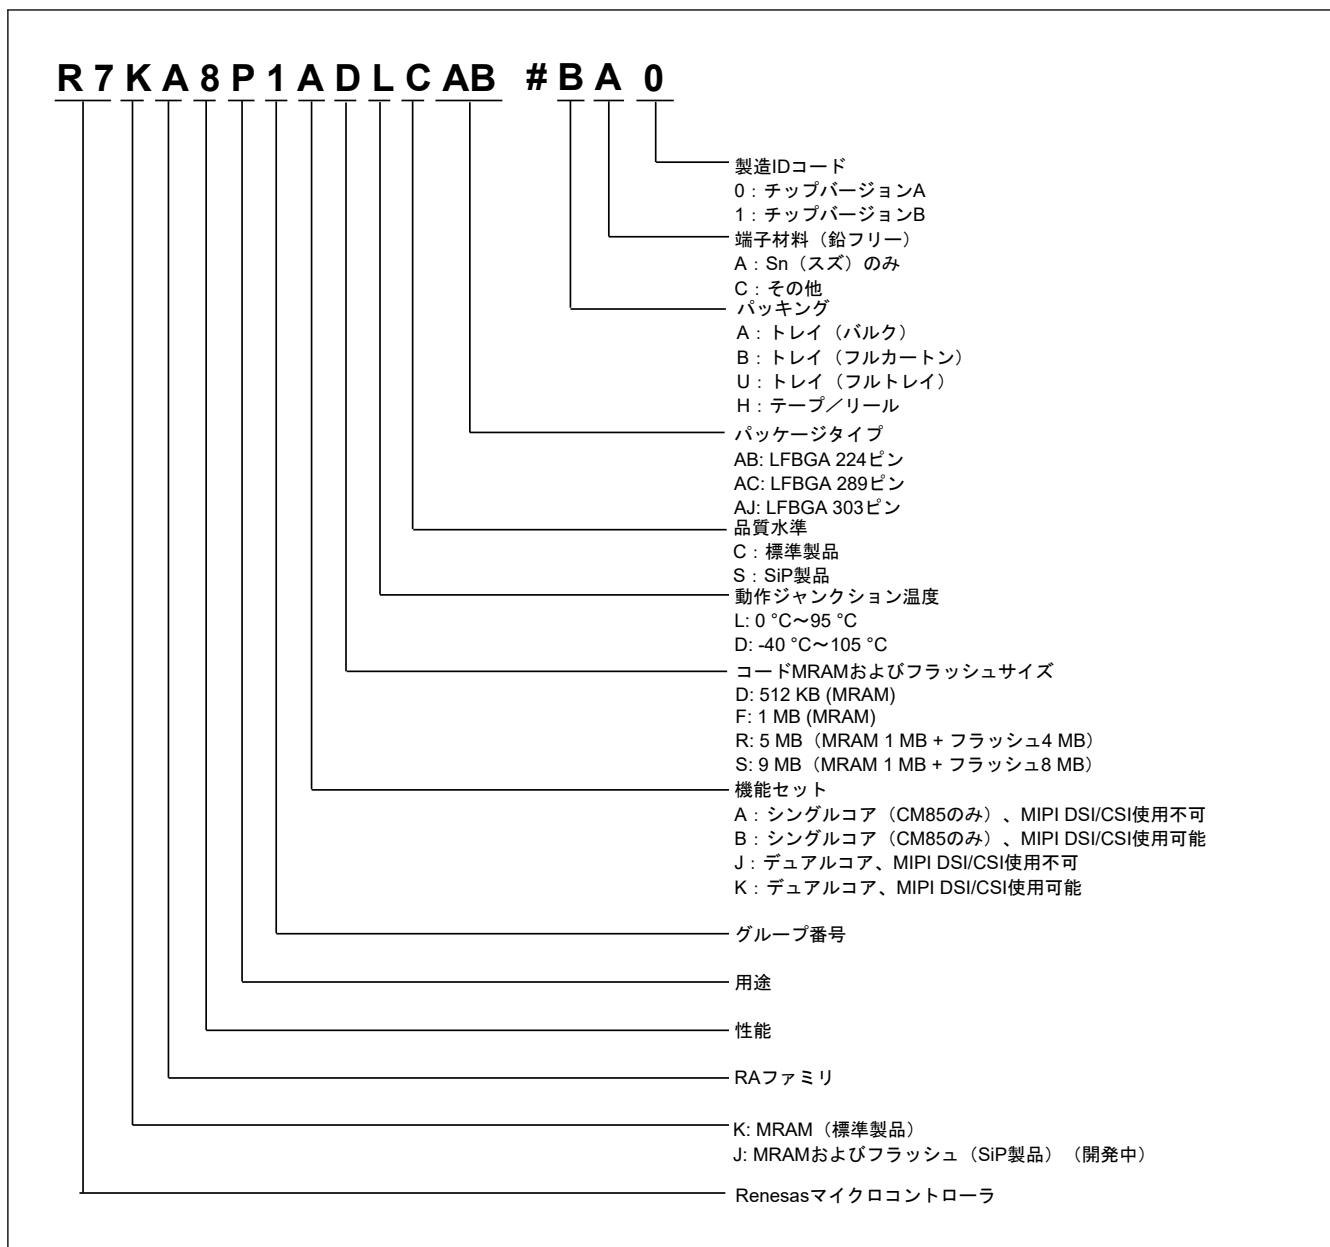 R7KA8P1ADLCAB #BA0
製造IDコード
0：チップバージョンA
1：チップバージョンB
端子材料（鉛フリー）
A：Sn（スズ）のみ
C：その他
パッキング
A：トレイ（バルク）
B：トレイ（フルカートン）
U：トレイ（フルトレイ）
H：テープ／リール
パッケージタイプ
AB: LFBGA 224ピン
AC: LFBGA 289ピン
AJ: LFBGA 303ピン
品質水準
C：標準製品
S：SiP製品
動作ジャンクション温度
L: 0 °C～95 °C
D: -40 °C～105 °C
コードMRAMおよびフラッシュサイズ
D: 512 KB (MRAM)
F: 1 MB (MRAM)
R: 5 MB（MRAM 1 MB + フラッシュ4 MB）
S: 9 MB（MRAM 1 MB + フラッシュ8 MB）
機能セット
A：シングルコア（CM85のみ）、MIPI DSI/CSI使用不可
B：シングルコア（CM85のみ）、MIPI DSI/CSI使用可能
J：デュアルコア、MIPI DSI/CSI使用不可
K：デュアルコア、MIPI DSI/CSI使用可能
グループ番号
用途
性能
RAファミリ
K: MRAM（標準製品）
J: MRAMおよびフラッシュ（SiP製品）（開発中）
Renesasマイクロコントローラ